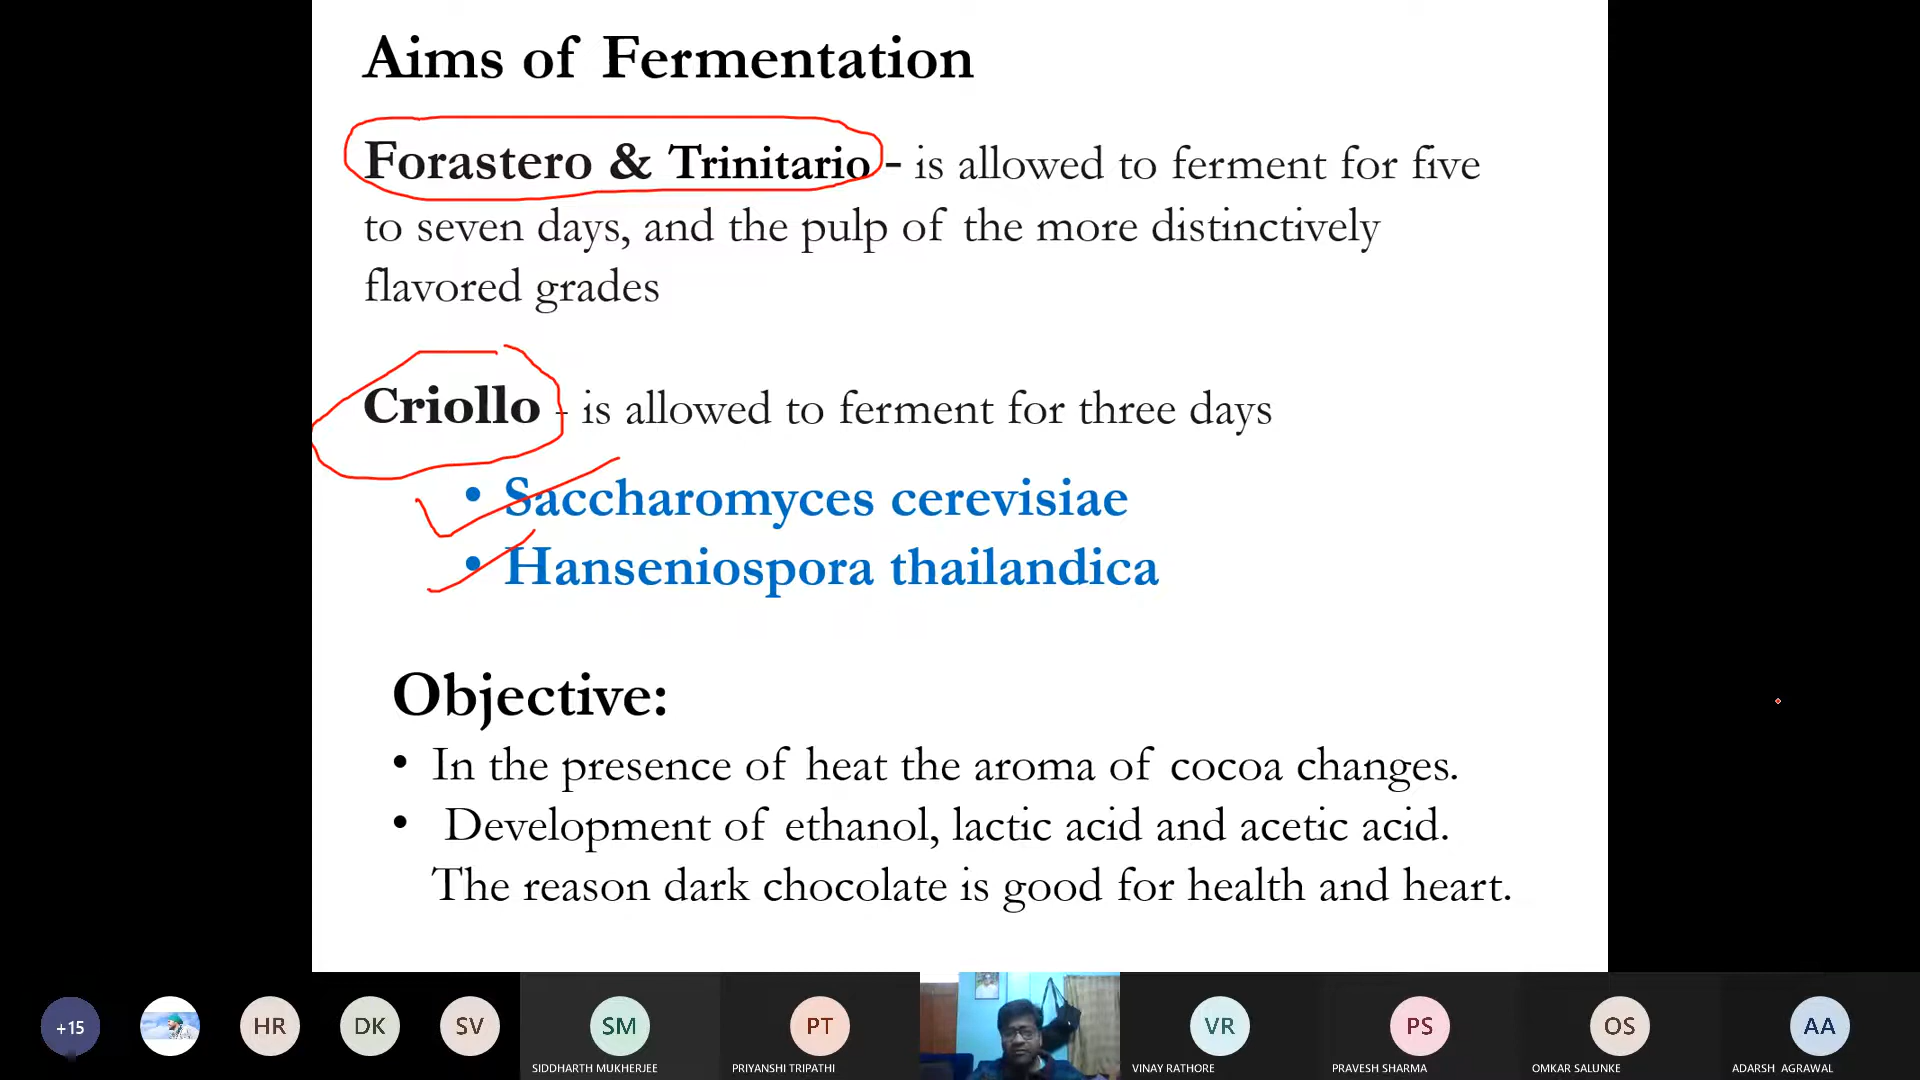 Aims of Fermentation
Forastero & Trinitario - is allowed to ferment for five
to seven days, and the pulp of the more distinctively
flavored grades
Criollo - is allowed to ferment for three days
• Saccharomyces cerevisiae
• Hanseniospora thailandica
Objective:
• In the presence of heat the aroma of cocoa changes.
• Development of ethanol, lactic acid and acetic acid.
The reason dark chocolate is good for health and heart.
+15 HR DK SV SM PT VR PS OS AA
SIDDHARTH MUKHERJEE PRIYANSHI TRIPATHI VINAY RATHORE PRAVESH SHARMA OMKAR SALUNKE ADARSH AGRAWAL